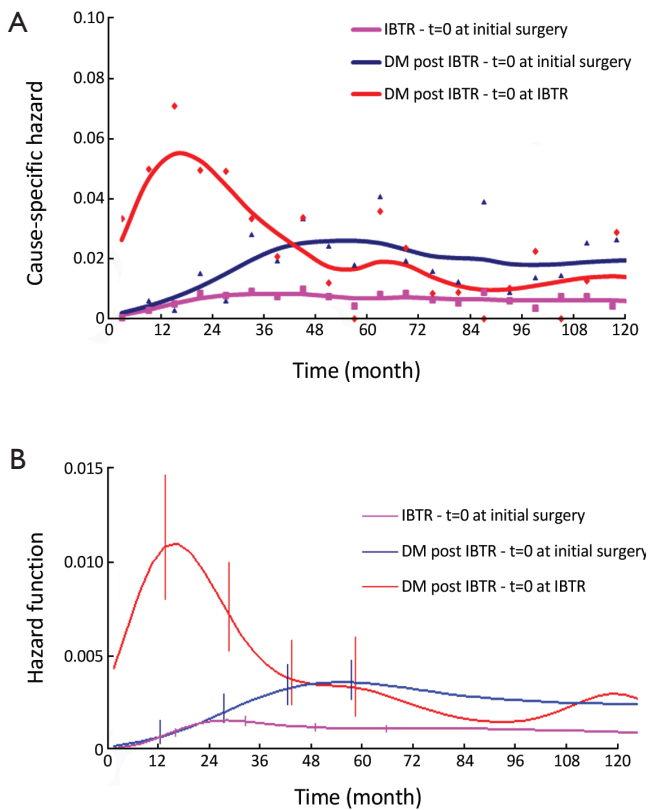 A
0.10
0.08
0.06
0.04
0.02
0
Cause-specific hazard
IBTR - t=0 at initial surgery
DM post IBTR - t=0 at initial surgery
DM post IBTR - t=0 at IBTR
0 12 24 36 48 60 72 84 96 108 120
Time (month)
B
0.015
0.010
0.005
0
Hazard function
IBTR - t=0 at initial surgery
DM post IBTR - t=0 at initial surgery
DM post IBTR - t=0 at IBTR
0 12 24 36 48 60 72 84 96 108 120
Time (month)